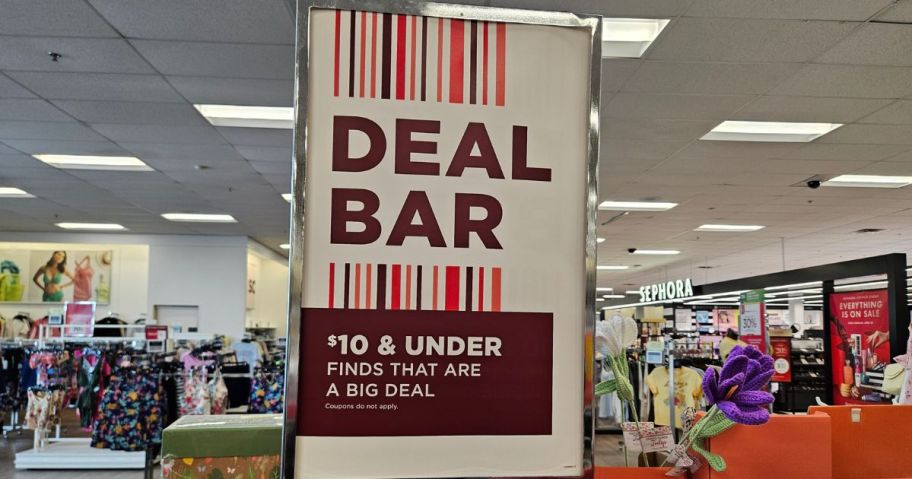 DEAL
BAR
$10 & UNDER
FINDS THAT ARE
A BIG DEAL
Coupons do not apply.
SEPHORA
30%
EVERYTHING
IS ON SALE